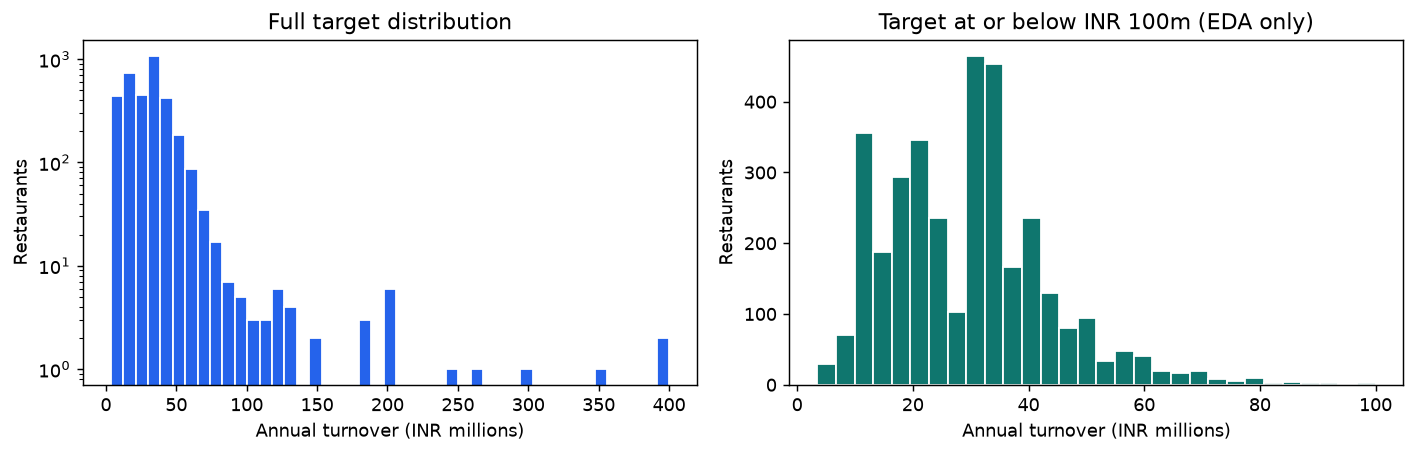 Full target distribution
Restaurants
10³
10²
10¹
10⁰
0 50 100 150 200 250 300 350 400
Annual turnover (INR millions)
Target at or below INR 100m (EDA only)
Restaurants
400
300
200
100
0
0 20 40 60 80 100
Annual turnover (INR millions)